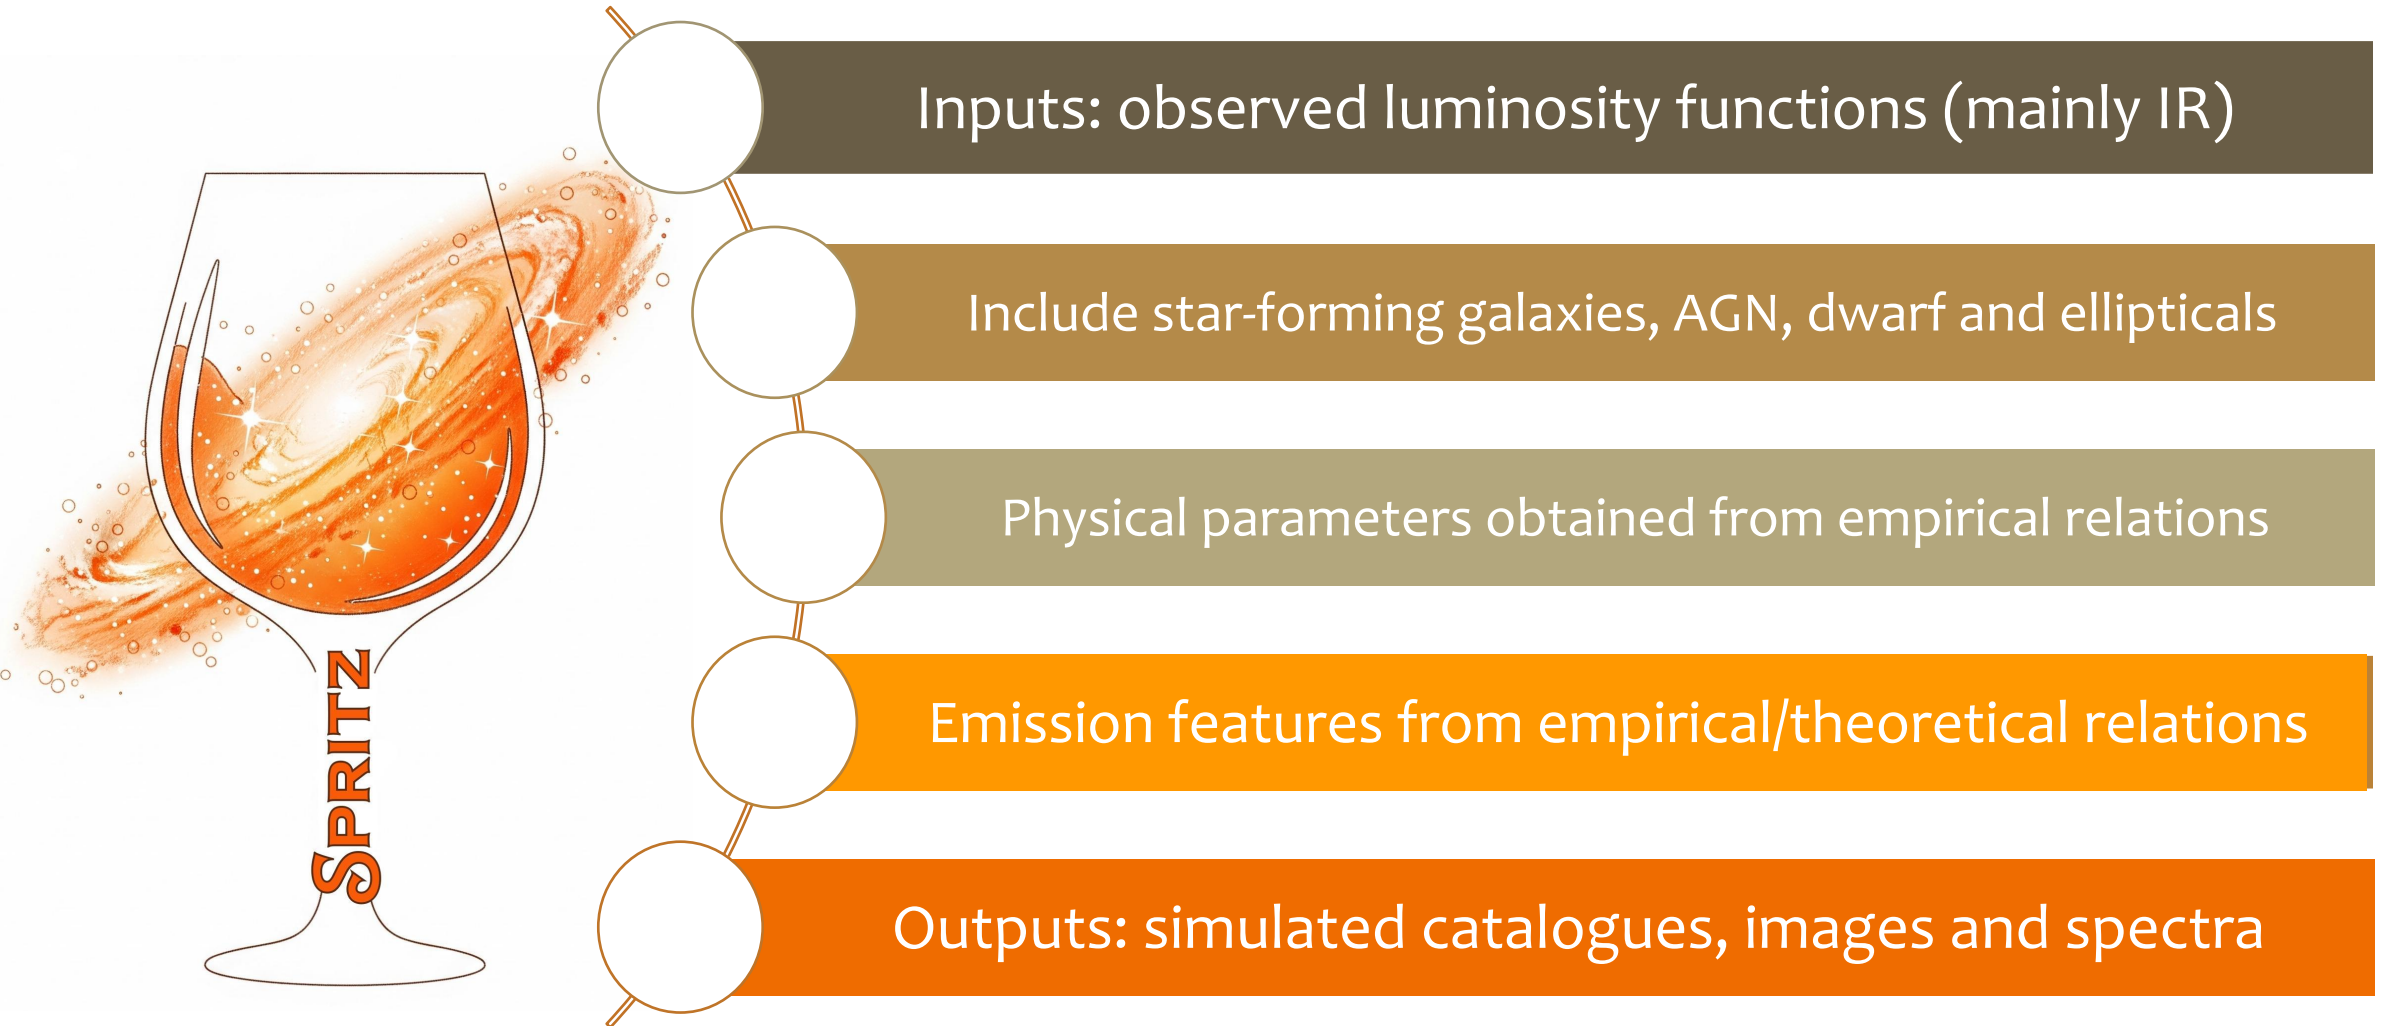 SPRITZ
Inputs: observed luminosity functions (mainly IR)
Include star-forming galaxies, AGN, dwarf and ellipticals
Physical parameters obtained from empirical relations
Emission features from empirical/theoretical relations
Outputs: simulated catalogues, images and spectra